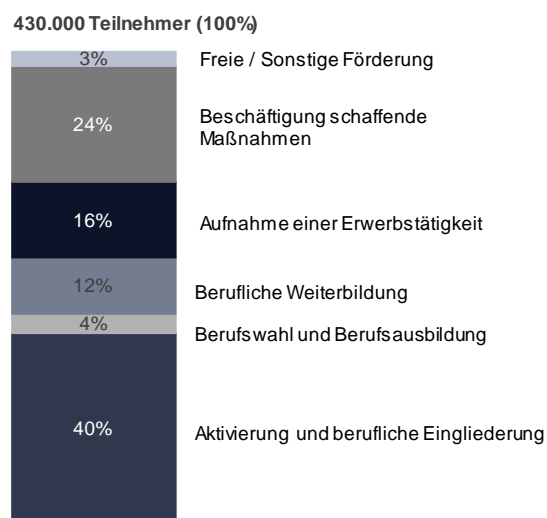 430.000 Teilnehmer (100%)
3% Freie / Sonstige Förderung
24% Beschäftigung schaffende
Maßnahmen
16% Aufnahme einer Erwerbstätigkeit
12% Berufliche Weiterbildung
4% Berufswahl und Berufsausbildung
40% Aktivierung und berufliche Eingliederung